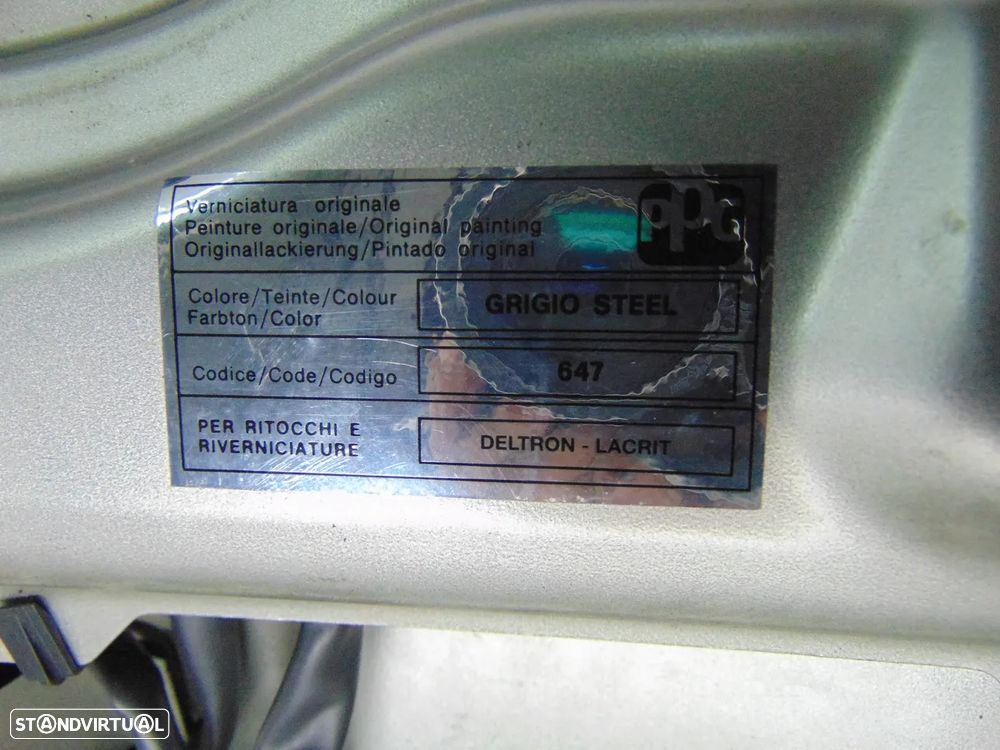 Verniciatura originale
Peinture originale/Original painting
Originallackierung/Pintado original
ppg
Colore/Teinte/Colour
Farbton/Color
GRIGIO STEEL
Codice/Code/Codigo
647
PER RITOCCHI E
RIVERNICIATURE
DELTRON - LACRIT
STANDVIRTUAL